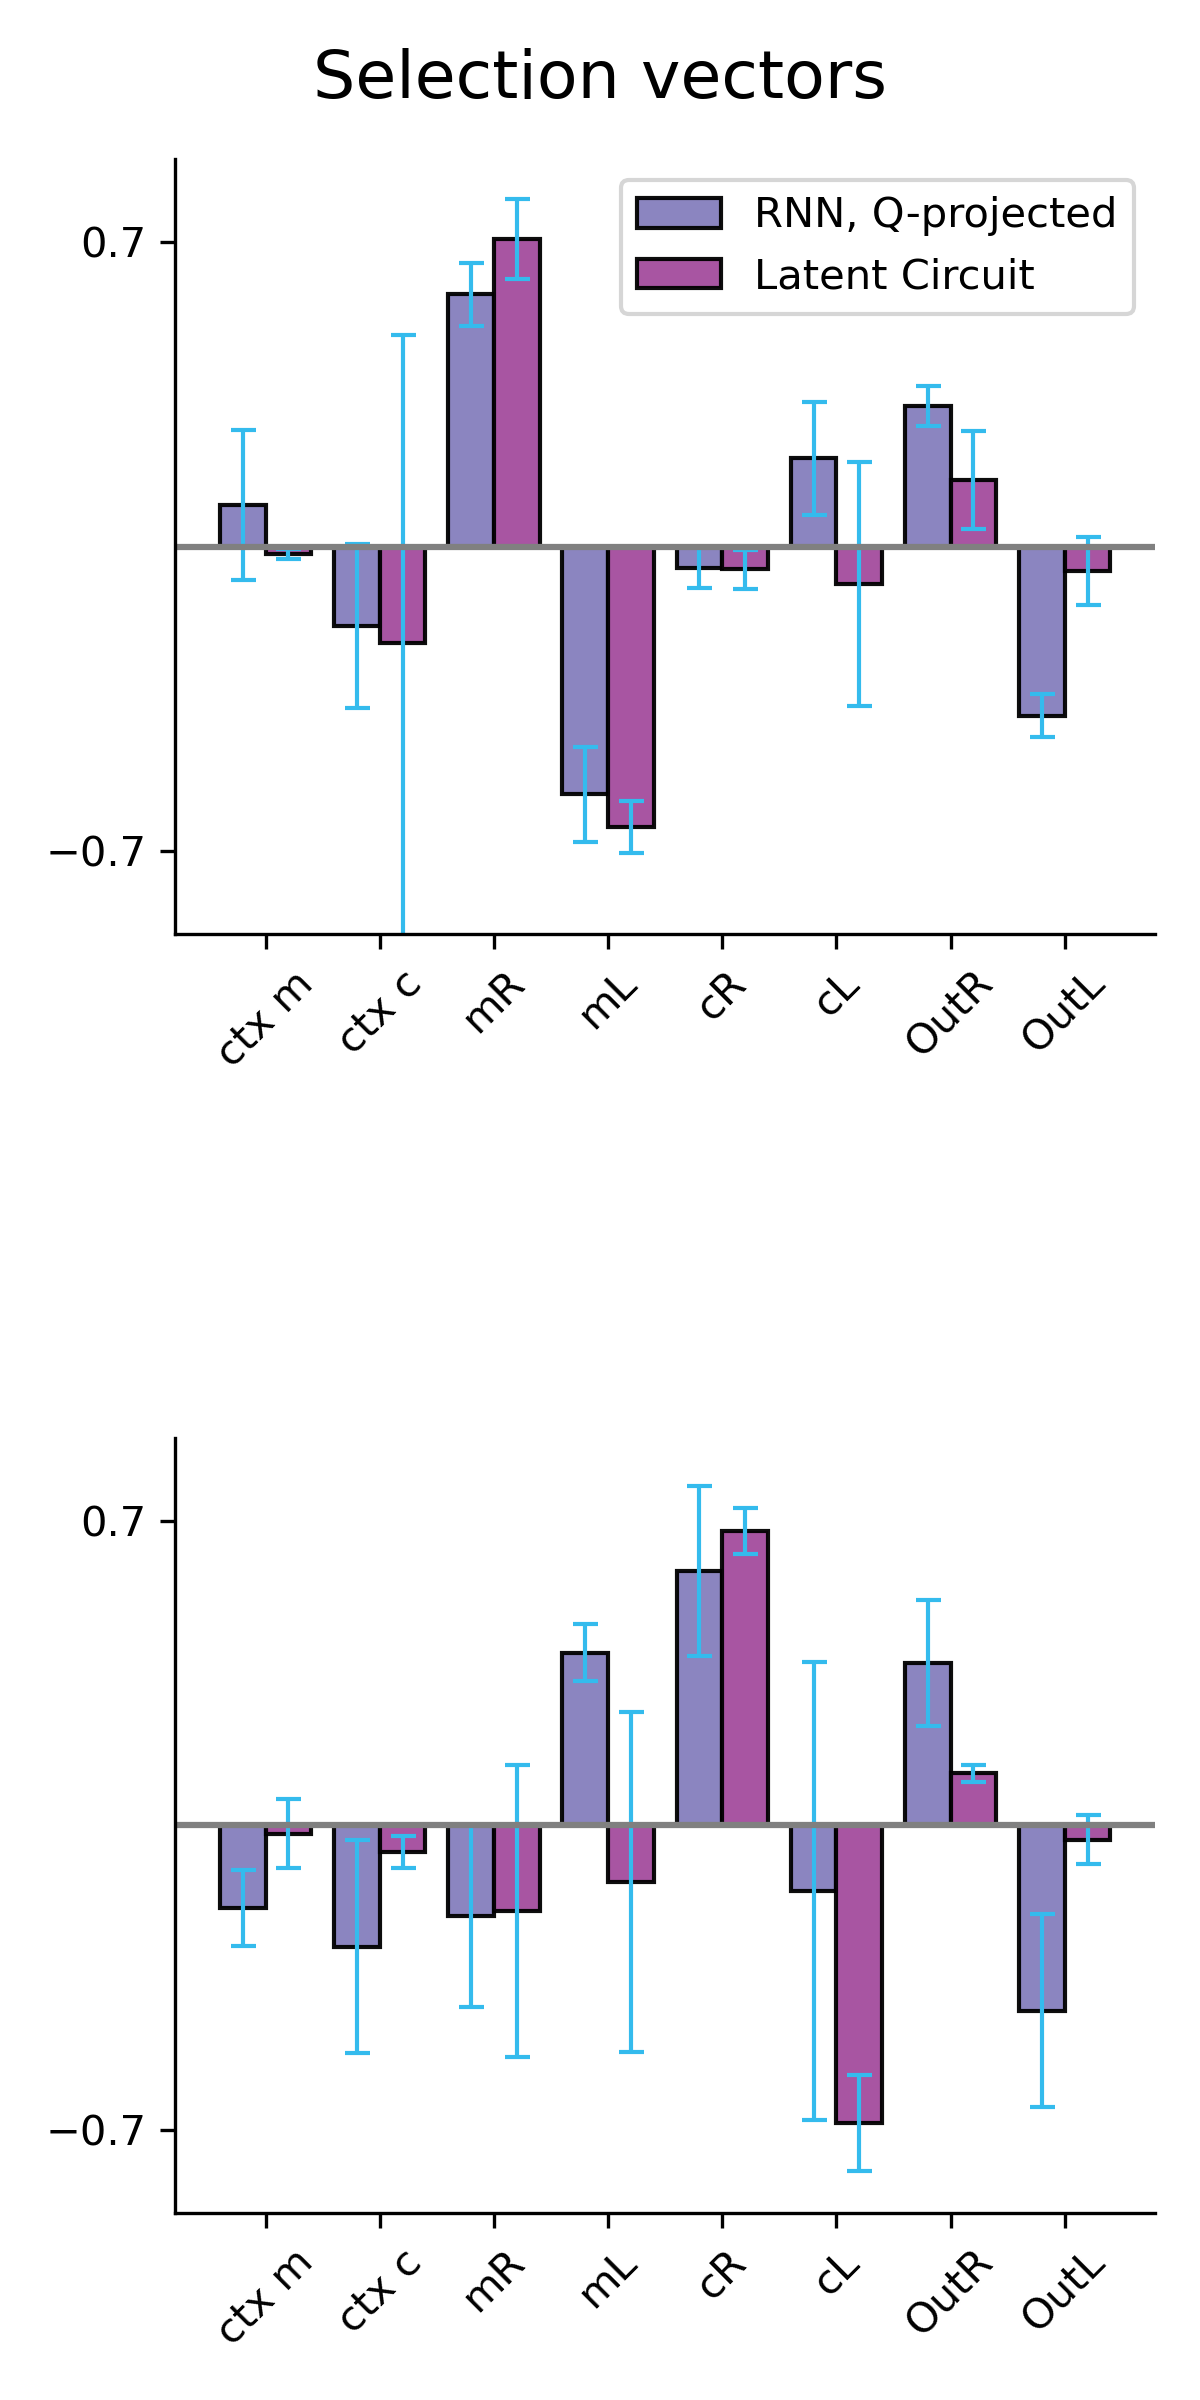 Selection vectors
RNN, Q-projected
Latent Circuit
0.7
−0.7
ctx m
ctx c
mR
mL
cR
cL
OutR
OutL
0.7
−0.7
ctx m
ctx c
mR
mL
cR
cL
OutR
OutL